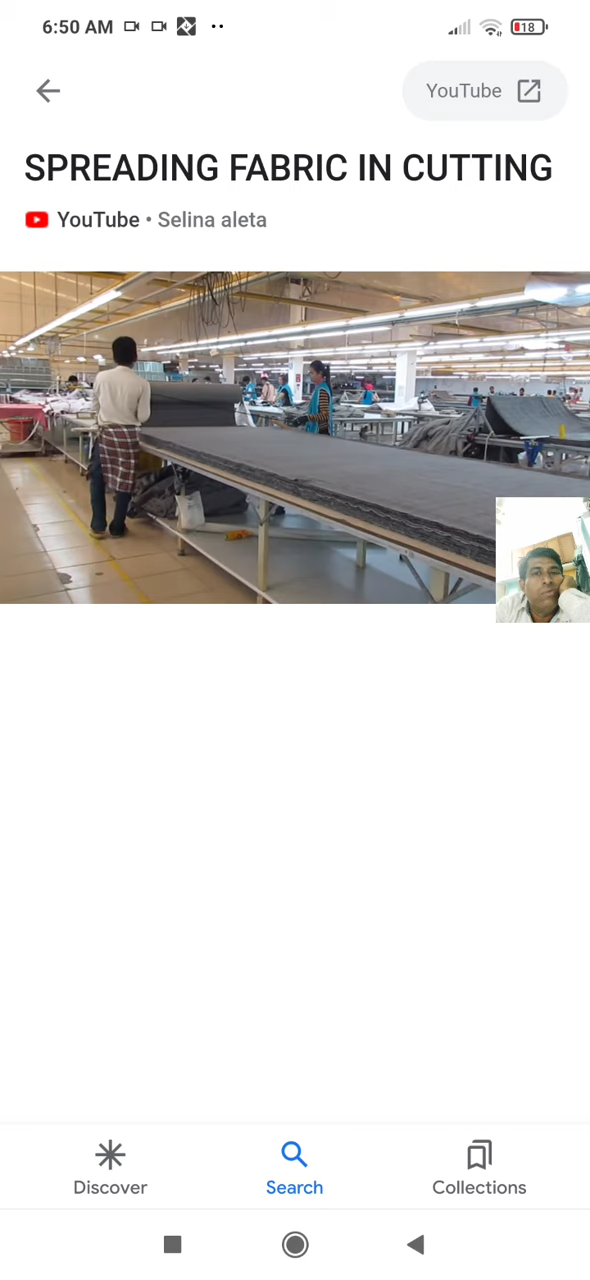 6:50 AM
18
YouTube
SPREADING FABRIC IN CUTTING
YouTube • Selina aleta
Discover
Search
Collections